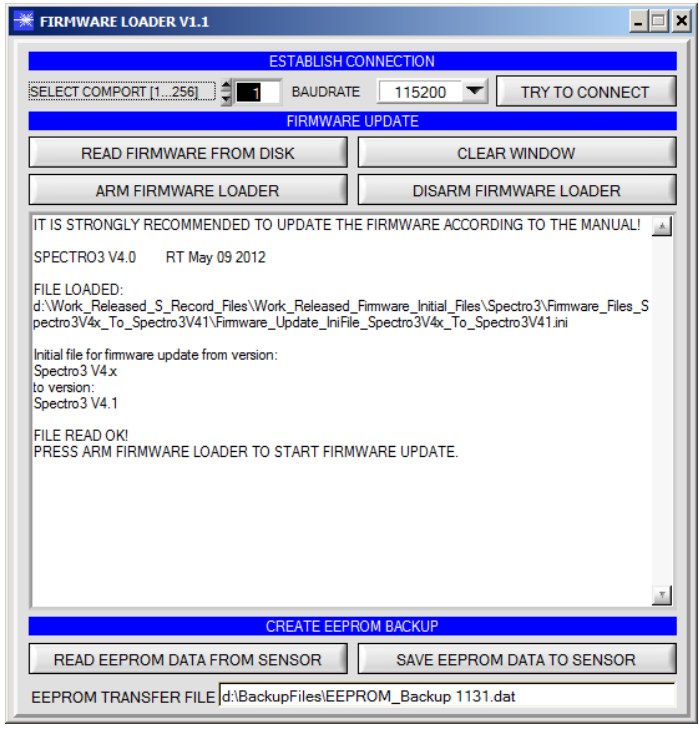 FIRMWARE LOADER V1.1
ESTABLISH CONNECTION
SELECT COMPORT [1...256] 1 BAUDRATE 115200 TRY TO CONNECT
FIRMWARE UPDATE
READ FIRMWARE FROM DISK CLEAR WINDOW
ARM FIRMWARE LOADER DISARM FIRMWARE LOADER
IT IS STRONGLY RECOMMENDED TO UPDATE THE FIRMWARE ACCORDING TO THE MANUAL!
SPECTRO3 V4.0 RT May 09 2012
FILE LOADED:
d:\Work_Released_S_Record_Files\Work_Released_Firmware_Initial_Files\Spectro3\Firmware_Files_S
pectro3V4x_To_Spectro3V41\Firmware_Update_IniFile_Spectro3V4x_To_Spectro3V41.ini
Initial file for firmware update from version:
Spectro3 V4.x
to version:
Spectro3 V4.1
FILE READ OK!
PRESS ARM FIRMWARE LOADER TO START FIRMWARE UPDATE.
CREATE EEPROM BACKUP
READ EEPROM DATA FROM SENSOR SAVE EEPROM DATA TO SENSOR
EEPROM TRANSFER FILE d:\BackupFiles\EEPROM_Backup 1131.dat